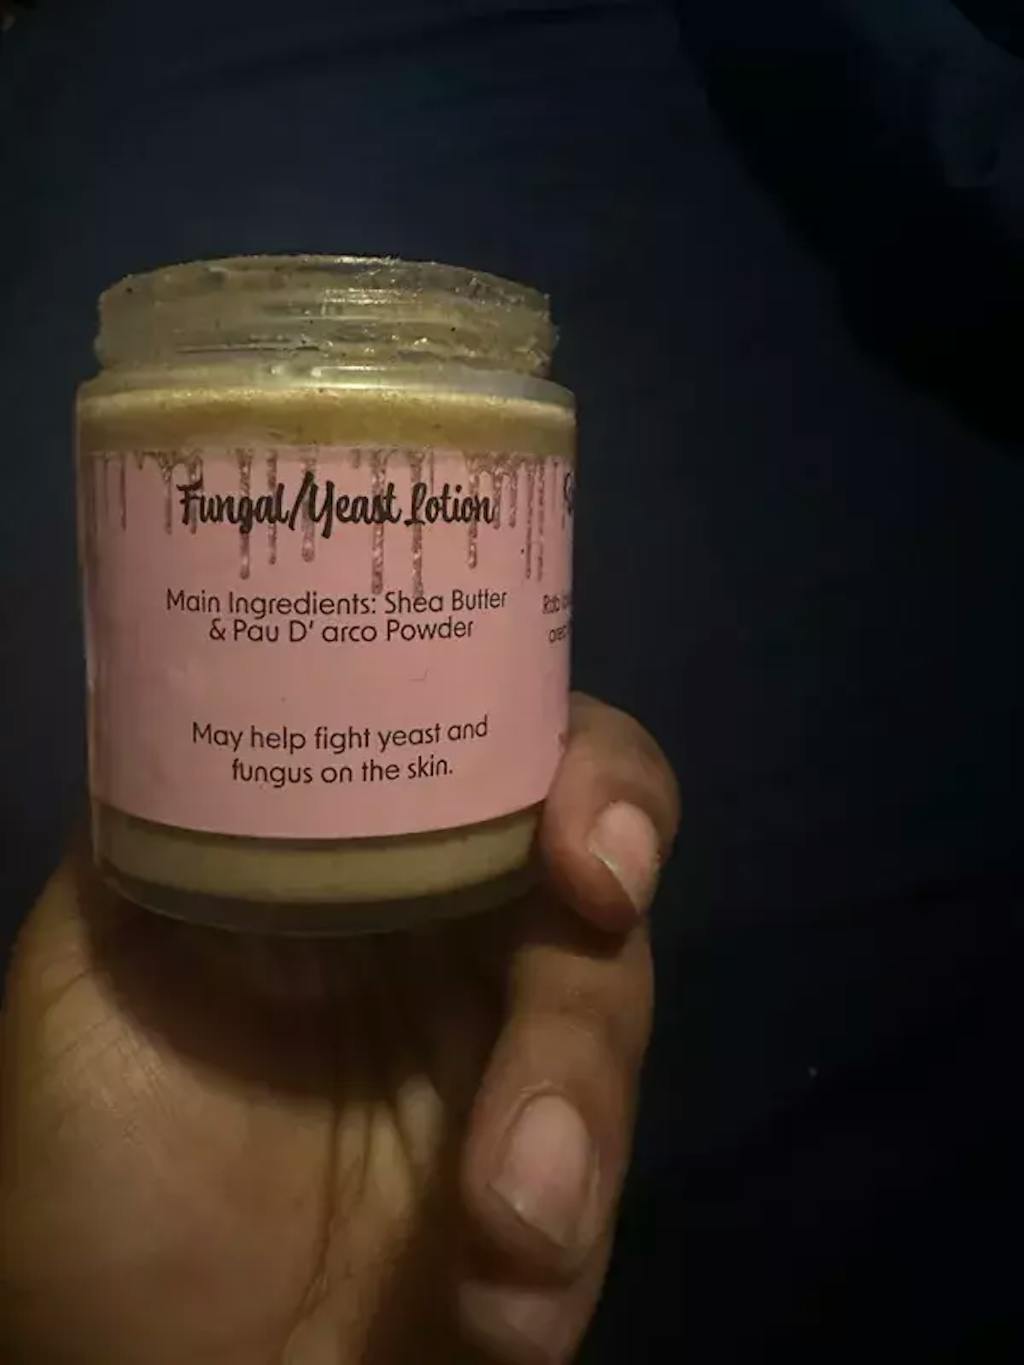 Fungal/Yeast Lotion
Main Ingredients: Shea Butter
& Pau D' arco Powder
May help fight yeast and
fungus on the skin.